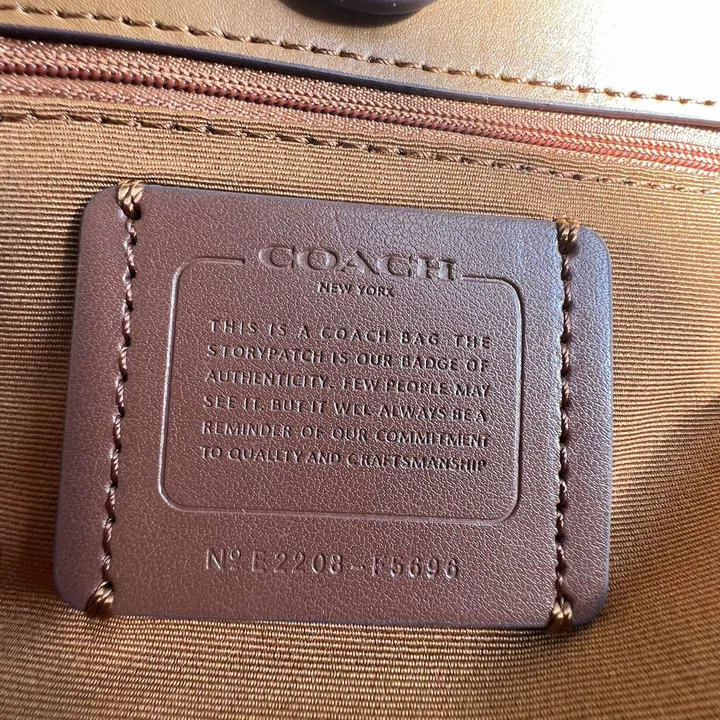 COACH
NEW YORK
THIS IS A COACH BAG. THE
STORYPATCH IS OUR BADGE OF
AUTHENTICITY. FEW PEOPLE MAY
SEE IT. BUT IT WILL ALWAYS BE A
REMINDER OF OUR COMMITMENT
TO QUALITY AND CRAFTSMANSHIP
Nº E2208-F5696